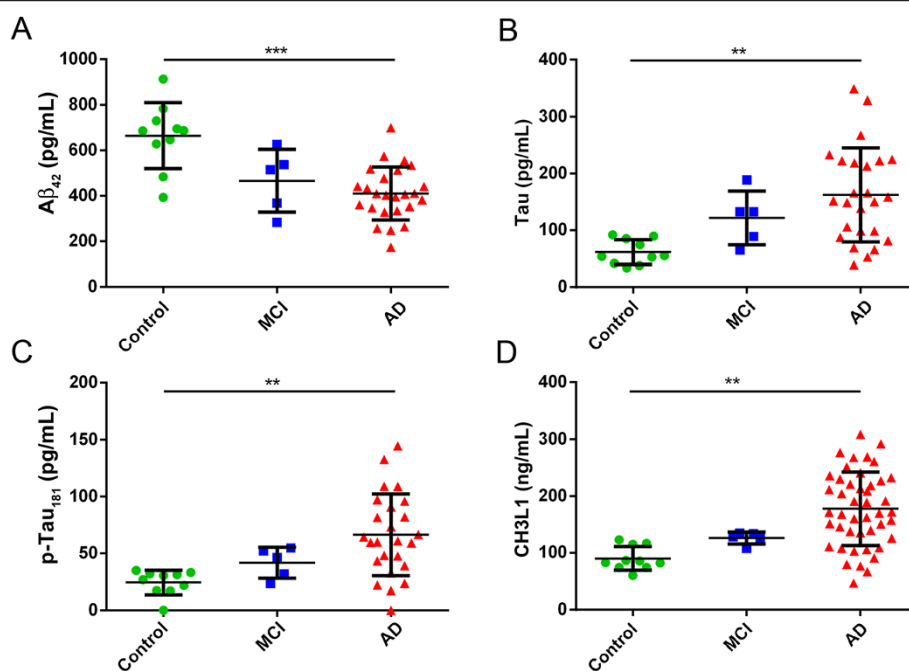 A
***
Aβ₄₂ (pg/mL)
1000
800
600
400
200
0
Control
MCI
AD
B
**
Tau (pg/mL)
400
300
200
100
0
Control
MCI
AD
C
**
p-Tau₁₈₁ (pg/mL)
200
150
100
50
0
Control
MCI
AD
D
**
CH3L1 (ng/mL)
400
300
200
100
0
Control
MCI
AD